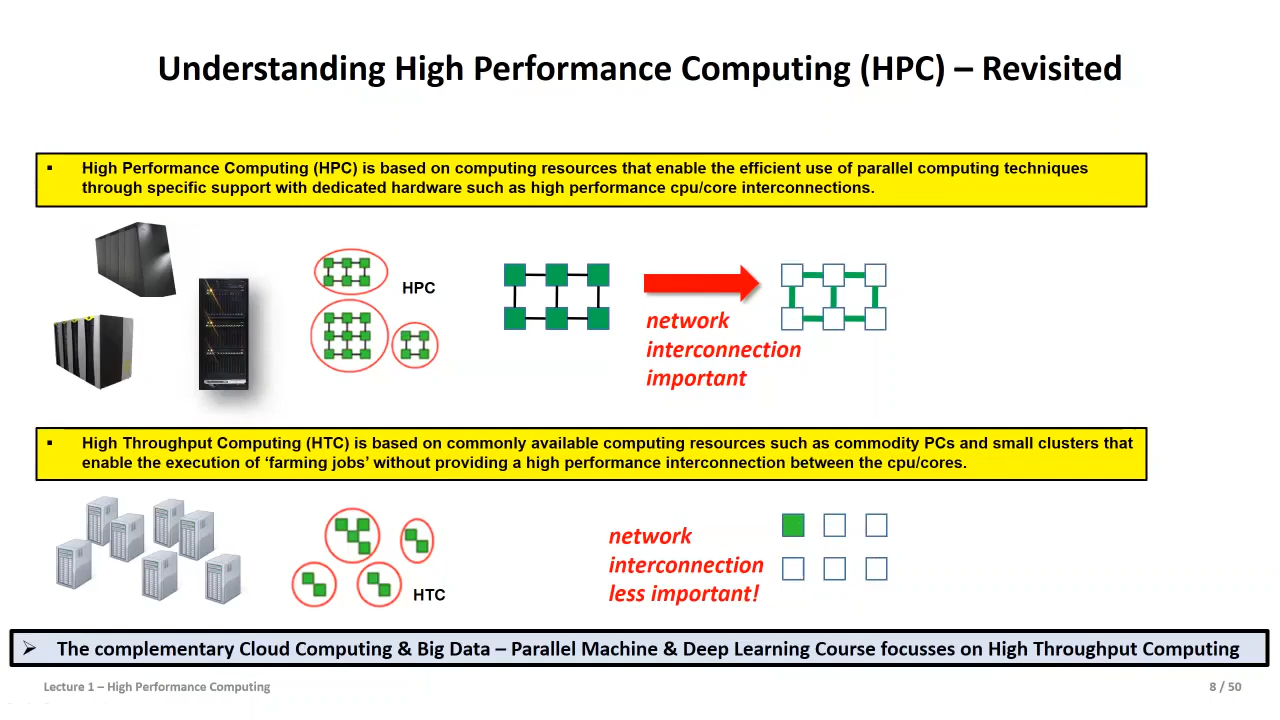 Understanding High Performance Computing (HPC) – Revisited
▪ High Performance Computing (HPC) is based on computing resources that enable the efficient use of parallel computing techniques
through specific support with dedicated hardware such as high performance cpu/core interconnections.
HPC
network
interconnection
important
▪ High Throughput Computing (HTC) is based on commonly available computing resources such as commodity PCs and small clusters that
enable the execution of ‘farming jobs’ without providing a high performance interconnection between the cpu/cores.
HTC
network
interconnection
less important!
➢ The complementary Cloud Computing & Big Data – Parallel Machine & Deep Learning Course focusses on High Throughput Computing
Lecture 1 – High Performance Computing
8 / 50